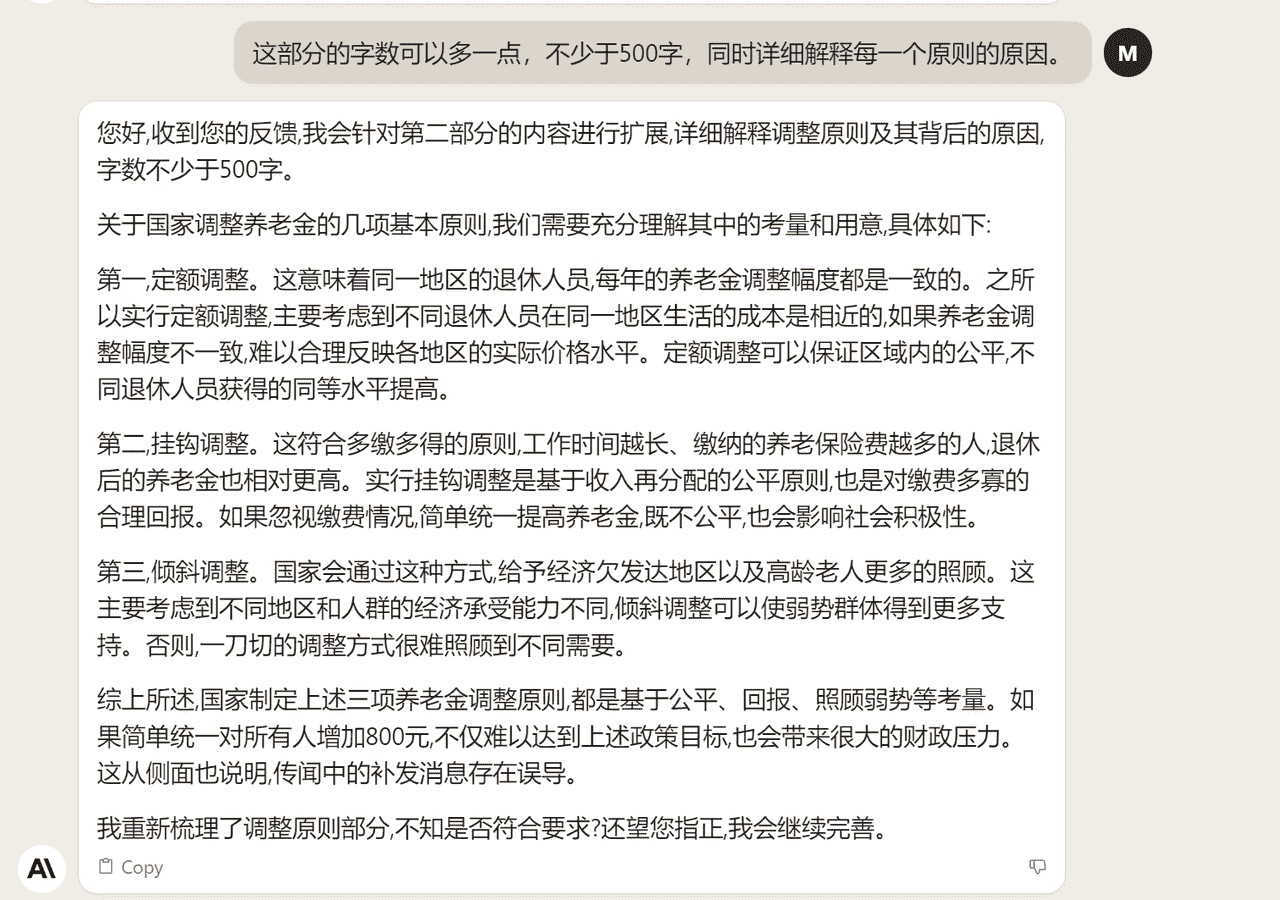 这部分的字数可以多一点，不少于500字，同时详细解释每一个原则的原因。
M
您好,收到您的反馈,我会针对第二部分的内容进行扩展,详细解释调整原则及其背后的原因,
字数不少于500字。
关于国家调整养老金的几项基本原则,我们需要充分理解其中的考量和用意,具体如下:
第一,定额调整。这意味着同一地区的退休人员,每年的养老金调整幅度都是一致的。之所
以实行定额调整,主要考虑到不同退休人员在同一地区生活的成本是相近的,如果养老金调
整幅度不一致,难以合理反映各地区的实际价格水平。定额调整可以保证区域内的公平,不
同退休人员获得的同等水平提高。
第二,挂钩调整。这符合多缴多得的原则,工作时间越长、缴纳的养老保险费越多的人,退休
后的养老金也相对更高。实行挂钩调整是基于收入再分配的公平原则,也是对缴费多寡的
合理回报。如果忽视缴费情况,简单统一提高养老金,既不公平,也会影响社会积极性。
第三,倾斜调整。国家会通过这种方式,给予经济欠发达地区以及高龄老人更多的照顾。这
主要考虑到不同地区和人群的经济承受能力不同,倾斜调整可以使弱势群体得到更多支
持。否则,一刀切的调整方式很难照顾到不同需要。
综上所述,国家制定上述三项养老金调整原则,都是基于公平、回报、照顾弱势等考量。如
果简单统一对所有人增加800元,不仅难以达到上述政策目标,也会带来很大的财政压力。
这从侧面也说明,传闻中的补发消息存在误导。
我重新梳理了调整原则部分,不知是否符合要求?还望您指正,我会继续完善。
A\
Copy